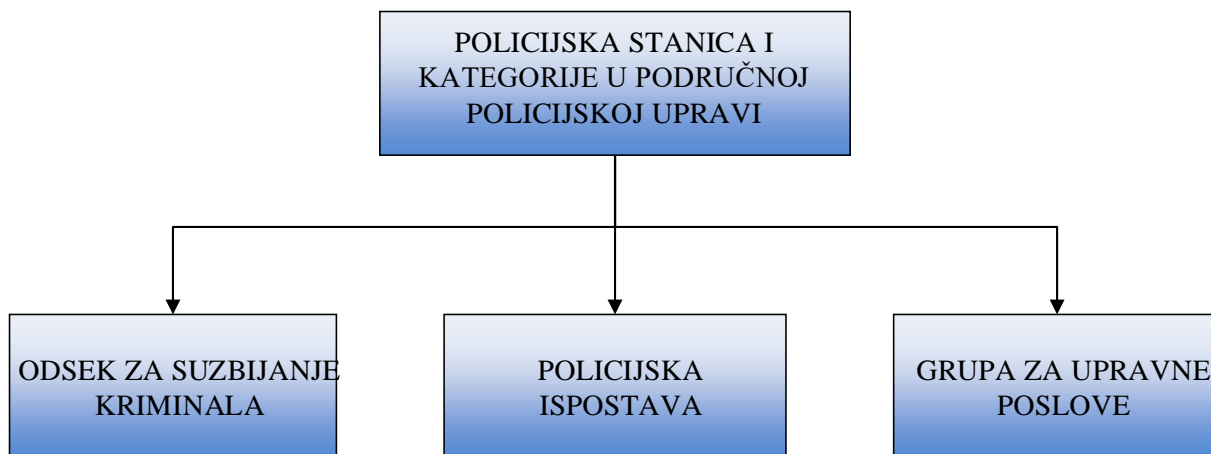 POLICIJSKA STANICA I
KATEGORIJE U PODRUČNOJ
POLICIJSKOJ UPRAVI
ODSEK ZA SUZBIJANJE
KRIMINALA
POLICIJSKA
ISPOSTAVA
GRUPA ZA UPRAVNE
POSLOVE